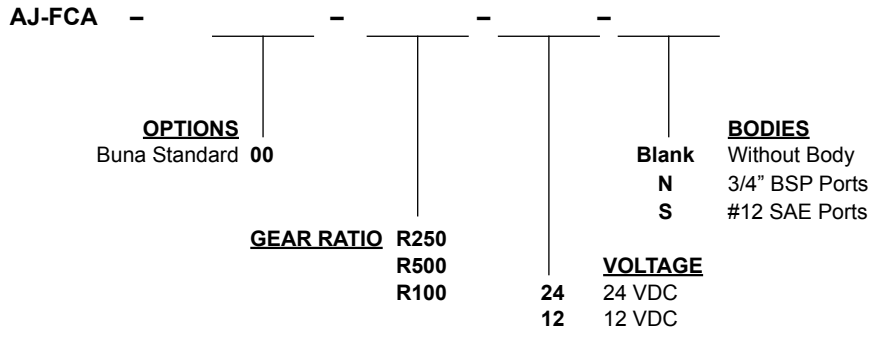 AJ-FCA – – – –
OPTIONS BODIES
Buna Standard 00 Blank Without Body
N 3/4” BSP Ports
S #12 SAE Ports
GEAR RATIO R250
R500 VOLTAGE
R100 24 24 VDC
12 12 VDC